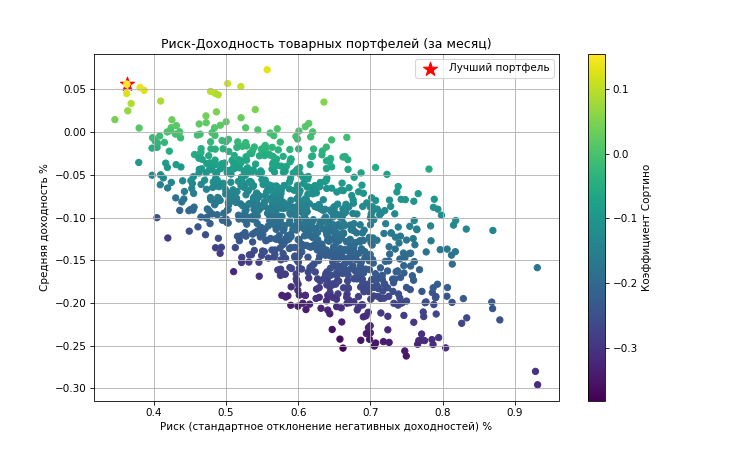 Риск-Доходность товарных портфелей (за месяц)
Лучший портфель
Средняя доходность %
0.05
0.00
−0.05
−0.10
−0.15
−0.20
−0.25
−0.30
0.4 0.5 0.6 0.7 0.8 0.9
Риск (стандартное отклонение негативных доходностей) %
0.1
0.0
−0.1
−0.2
−0.3
Коэффициент Сортино